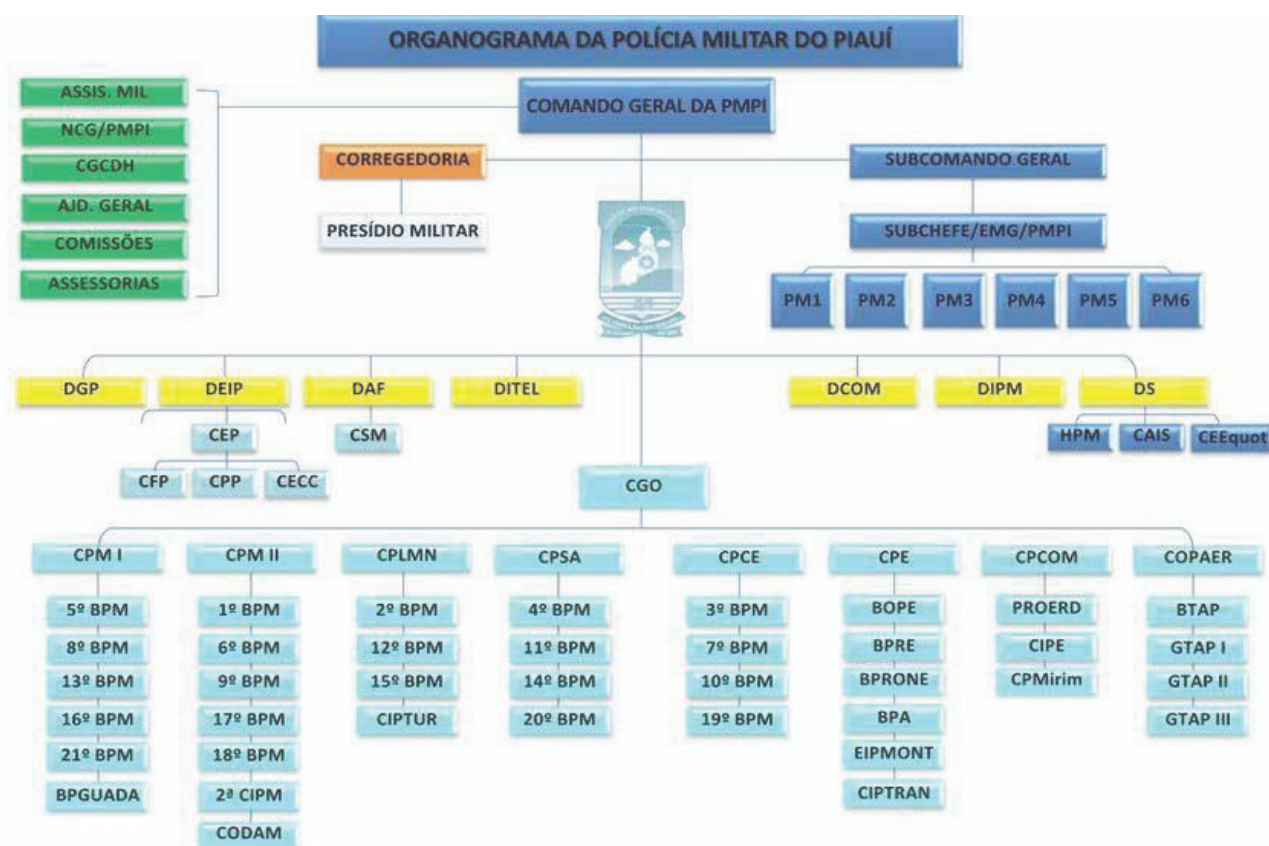 ORGANOGRAMA DA POLÍCIA MILITAR DO PIAUÍ
COMANDO GERAL DA PMPI
ASSIS. MIL
NCG/PMPI
CGCDH
AJD. GERAL
COMISSÕES
ASSESSORIAS
CORREGEDORIA
PRESÍDIO MILITAR
SUBCOMANDO GERAL
SUBCHEFE/EMG/PMPI
PM1 PM2 PM3 PM4 PM5 PM6
DGP DEIP DAF DITEL DCOM DIPM DS
CEP CSM HPM CAIS CEEquot
CFP CPP CECC
CGO
CPM I CPM II CPLMN CPSA CPCE CPE CPCOM COPAER
5º BPM 1º BPM 2º BPM 4º BPM 3º BPM BOPE PROERD BTAP
8º BPM 6º BPM 12º BPM 11º BPM 7º BPM BPRE CIPE GTAP I
13º BPM 9º BPM 15º BPM 14º BPM 10º BPM BPRONE CPMirim GTAP II
16º BPM 17º BPM CIPTUR 20º BPM 19º BPM BPA GTAP III
21º BPM 18º BPM EIPMONT
BPGUADA 2ª CIPM CIPTRAN
CODAM